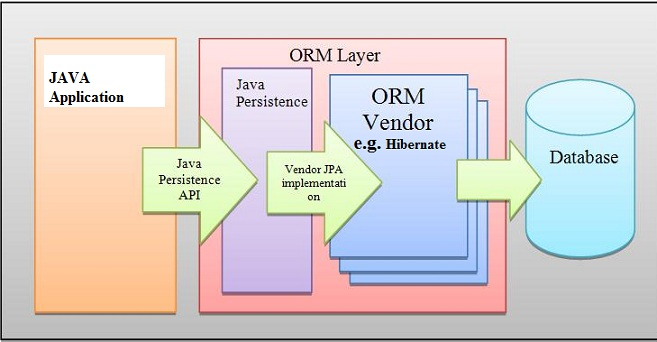 JAVA
Application
ORM Layer
Java
Persistence
ORM
Vendor
e.g. Hibernate
Java
Persistence
API
Vendor JPA
implementati
on
Database